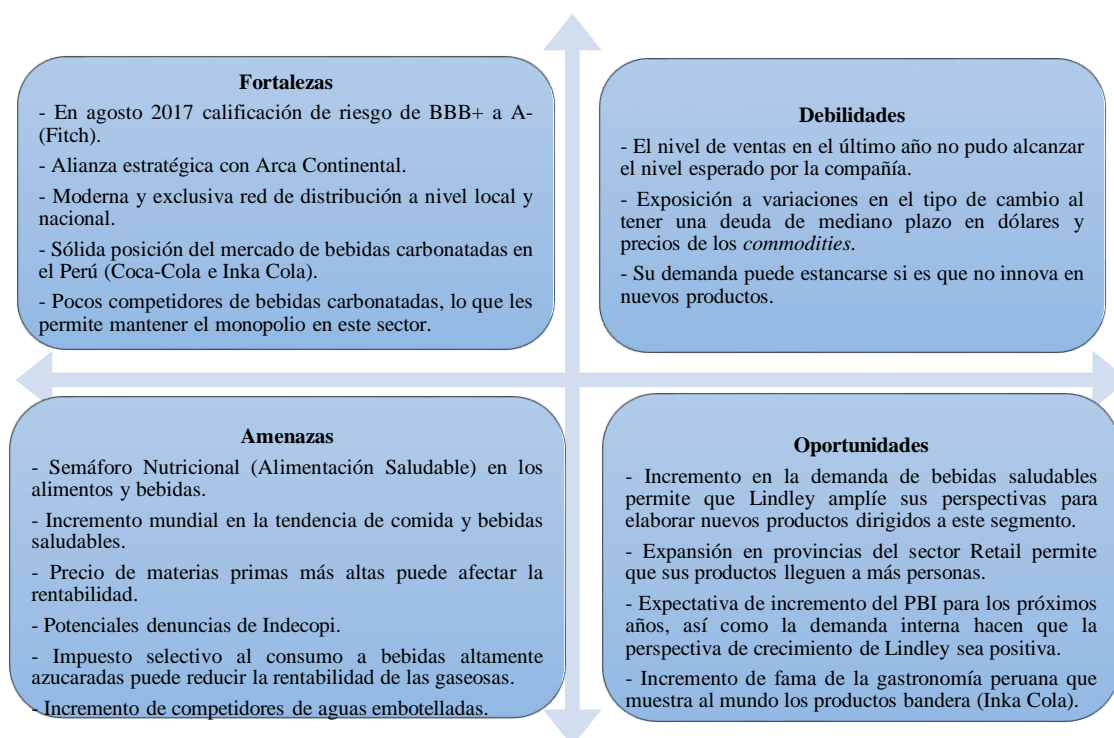 Fortalezas
- En agosto 2017 calificación de riesgo de BBB+ a A-
(Fitch).
- Alianza estratégica con Arca Continental.
- Moderna y exclusiva red de distribución a nivel local y
nacional.
- Sólida posición del mercado de bebidas carbonatadas en
el Perú (Coca-Cola e Inka Cola).
- Pocos competidores de bebidas carbonatadas, lo que les
permite mantener el monopolio en este sector.
Debilidades
- El nivel de ventas en el último año no pudo alcanzar
el nivel esperado por la compañía.
- Exposición a variaciones en el tipo de cambio al
tener una deuda de mediano plazo en dólares y
precios de los commodities.
- Su demanda puede estancarse si es que no innova en
nuevos productos.
Amenazas
- Semáforo Nutricional (Alimentación Saludable) en los
alimentos y bebidas.
- Incremento mundial en la tendencia de comida y bebidas
saludables.
- Precio de materias primas más altas puede afectar la
rentabilidad.
- Potenciales denuncias de Indecopi.
- Impuesto selectivo al consumo a bebidas altamente
azucaradas puede reducir la rentabilidad de las gaseosas.
- Incremento de competidores de aguas embotelladas.
Oportunidades
- Incremento en la demanda de bebidas saludables
permite que Lindley amplíe sus perspectivas para
elaborar nuevos productos dirigidos a este segmento.
- Expansión en provincias del sector Retail permite
que sus productos lleguen a más personas.
- Expectativa de incremento del PBI para los próximos
años, así como la demanda interna hacen que la
perspectiva de crecimiento de Lindley sea positiva.
- Incremento de fama de la gastronomía peruana que
muestra al mundo los productos bandera (Inka Cola).